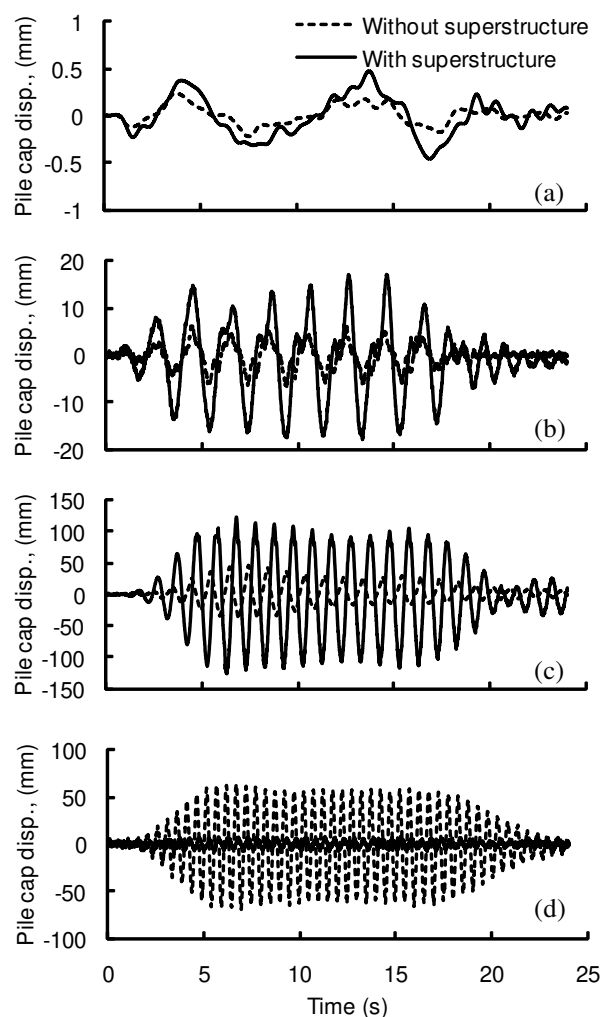 Without superstructure
With superstructure
Pile cap disp., (mm)
1
0.5
0
-0.5
-1
(a)
Pile cap disp., (mm)
20
10
0
-10
-20
(b)
Pile cap disp., (mm)
150
100
50
0
-50
-100
-150
(c)
Pile cap disp., (mm)
100
50
0
-50
-100
(d)
0 5 10 15 20 25
Time (s)